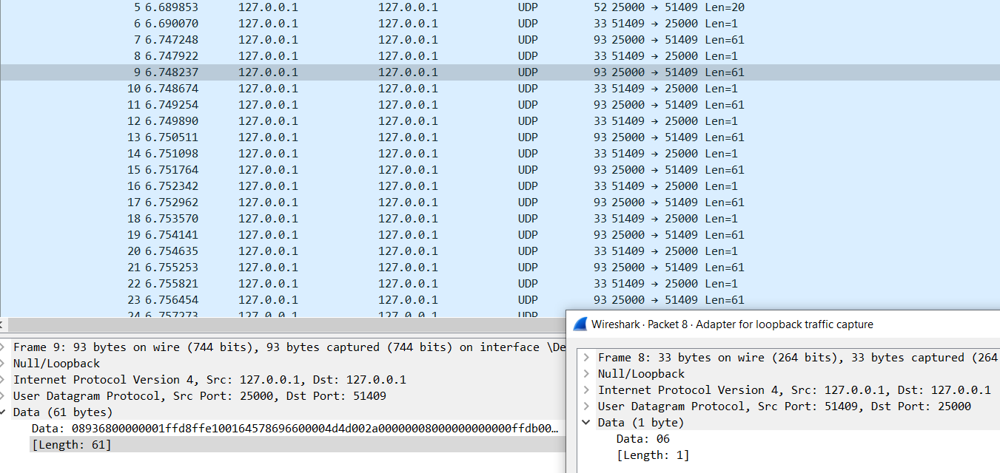 5 6.689853 127.0.0.1 127.0.0.1 UDP 52 25000 → 51409 Len=20
6 6.690070 127.0.0.1 127.0.0.1 UDP 33 51409 → 25000 Len=1
7 6.747248 127.0.0.1 127.0.0.1 UDP 93 25000 → 51409 Len=61
8 6.747922 127.0.0.1 127.0.0.1 UDP 33 51409 → 25000 Len=1
9 6.748237 127.0.0.1 127.0.0.1 UDP 93 25000 → 51409 Len=61
10 6.748674 127.0.0.1 127.0.0.1 UDP 33 51409 → 25000 Len=1
11 6.749254 127.0.0.1 127.0.0.1 UDP 93 25000 → 51409 Len=61
12 6.749890 127.0.0.1 127.0.0.1 UDP 33 51409 → 25000 Len=1
13 6.750511 127.0.0.1 127.0.0.1 UDP 93 25000 → 51409 Len=61
14 6.751098 127.0.0.1 127.0.0.1 UDP 33 51409 → 25000 Len=1
15 6.751764 127.0.0.1 127.0.0.1 UDP 93 25000 → 51409 Len=61
16 6.752342 127.0.0.1 127.0.0.1 UDP 33 51409 → 25000 Len=1
17 6.752962 127.0.0.1 127.0.0.1 UDP 93 25000 → 51409 Len=61
18 6.753570 127.0.0.1 127.0.0.1 UDP 33 51409 → 25000 Len=1
19 6.754141 127.0.0.1 127.0.0.1 UDP 93 25000 → 51409 Len=61
20 6.754635 127.0.0.1 127.0.0.1 UDP 33 51409 → 25000 Len=1
21 6.755253 127.0.0.1 127.0.0.1 UDP 93 25000 → 51409 Len=61
22 6.755821 127.0.0.1 127.0.0.1 UDP 33 51409 → 25000 Len=1
23 6.756454 127.0.0.1 127.0.0.1 UDP 93 25000 → 51409 Len=61
24 6.757273 127.0.0.1 127.0.0.1 UDP
Frame 9: 93 bytes on wire (744 bits), 93 bytes captured (744 bits) on interface \De
Null/Loopback
Internet Protocol Version 4, Src: 127.0.0.1, Dst: 127.0.0.1
User Datagram Protocol, Src Port: 25000, Dst Port: 51409
Data (61 bytes)
Data: 08936800000001ffd8ffe100164578696600004d4d002a00000008000000000000ffdb00…
[Length: 61]
Wireshark · Packet 8 · Adapter for loopback traffic capture
Frame 8: 33 bytes on wire (264 bits), 33 bytes captured (264
Null/Loopback
Internet Protocol Version 4, Src: 127.0.0.1, Dst: 127.0.0.1
User Datagram Protocol, Src Port: 51409, Dst Port: 25000
Data (1 byte)
Data: 06
[Length: 1]